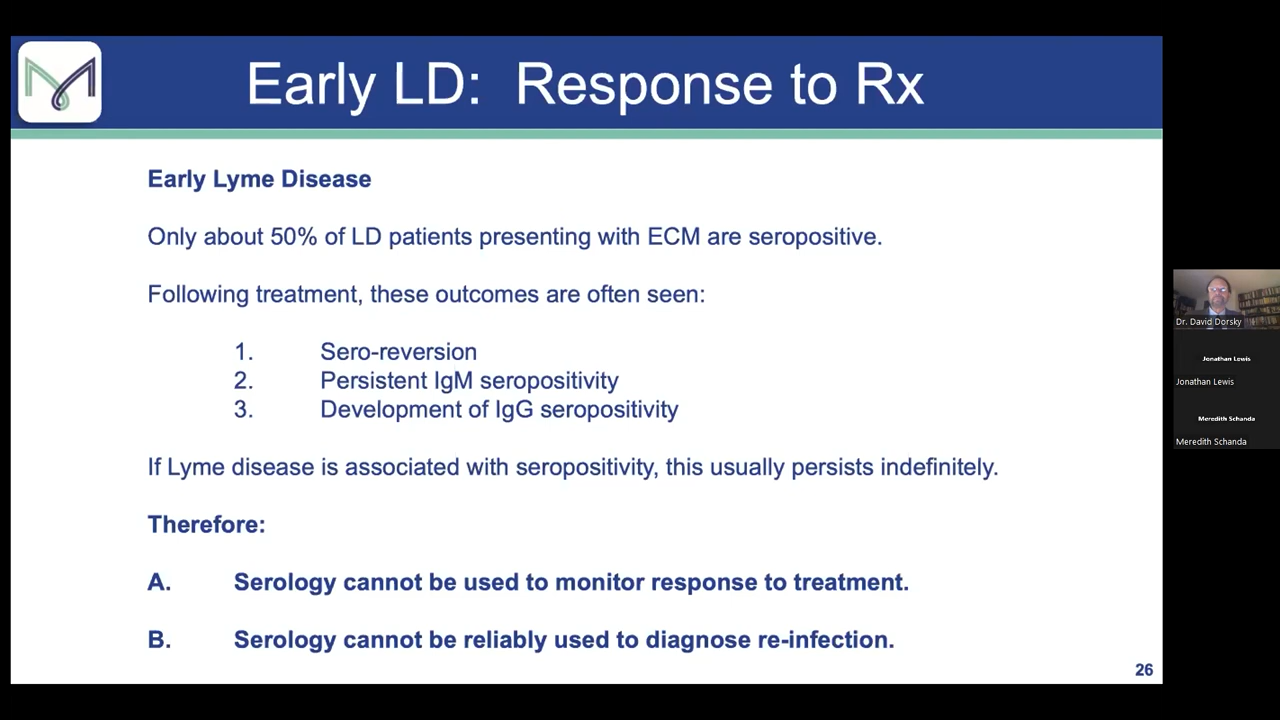 Early LD: Response to Rx
Early Lyme Disease
Only about 50% of LD patients presenting with ECM are seropositive.
Following treatment, these outcomes are often seen:
1. Sero-reversion
2. Persistent IgM seropositivity
3. Development of IgG seropositivity
If Lyme disease is associated with seropositivity, this usually persists indefinitely.
Therefore:
A. Serology cannot be used to monitor response to treatment.
B. Serology cannot be reliably used to diagnose re-infection.
26
Dr. David Dorsky
Jonathan Lewis
Jonathan Lewis
Meredith Schanda
Meredith Schanda